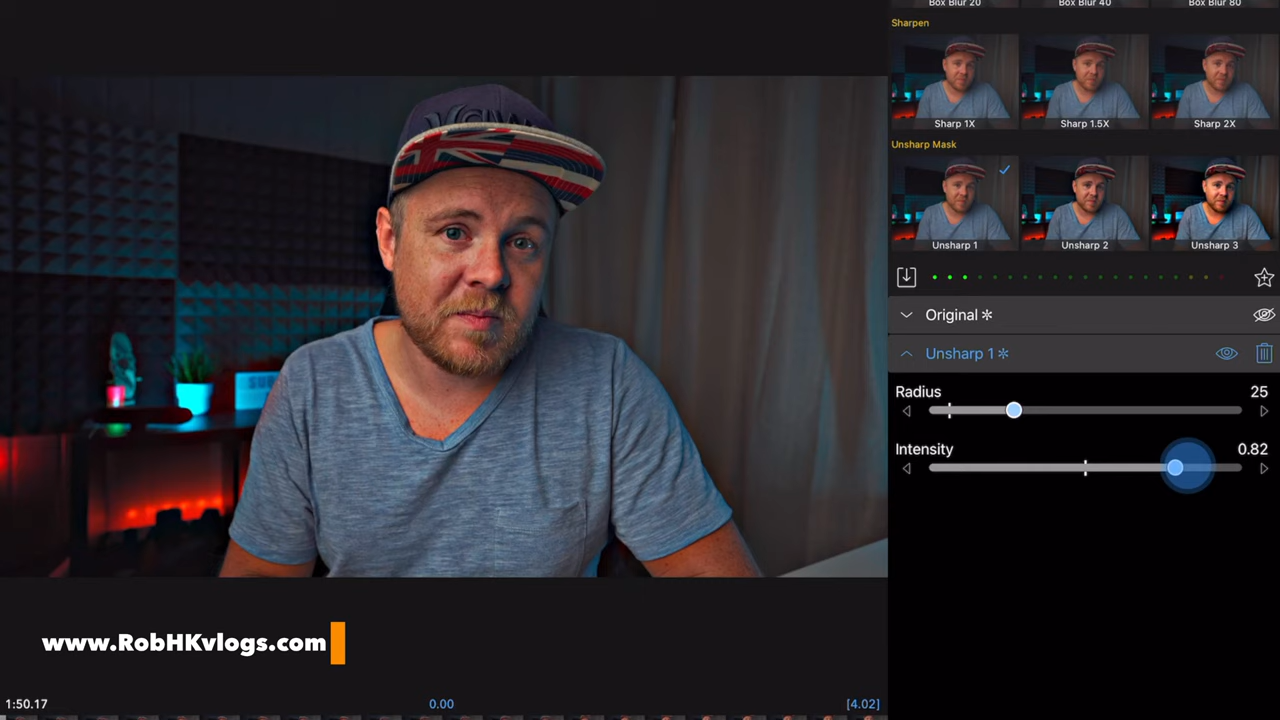 Box Blur 20
Box Blur 40
Box Blur 80
Sharpen
Sharp 1X
Sharp 1.5X
Sharp 2X
Unsharp Mask
Unsharp 1
Unsharp 2
Unsharp 3
Original
Unsharp 1
Radius
25
Intensity
0.82
www.RobHKvlogs.com
1:50.17
0.00
[4.02]